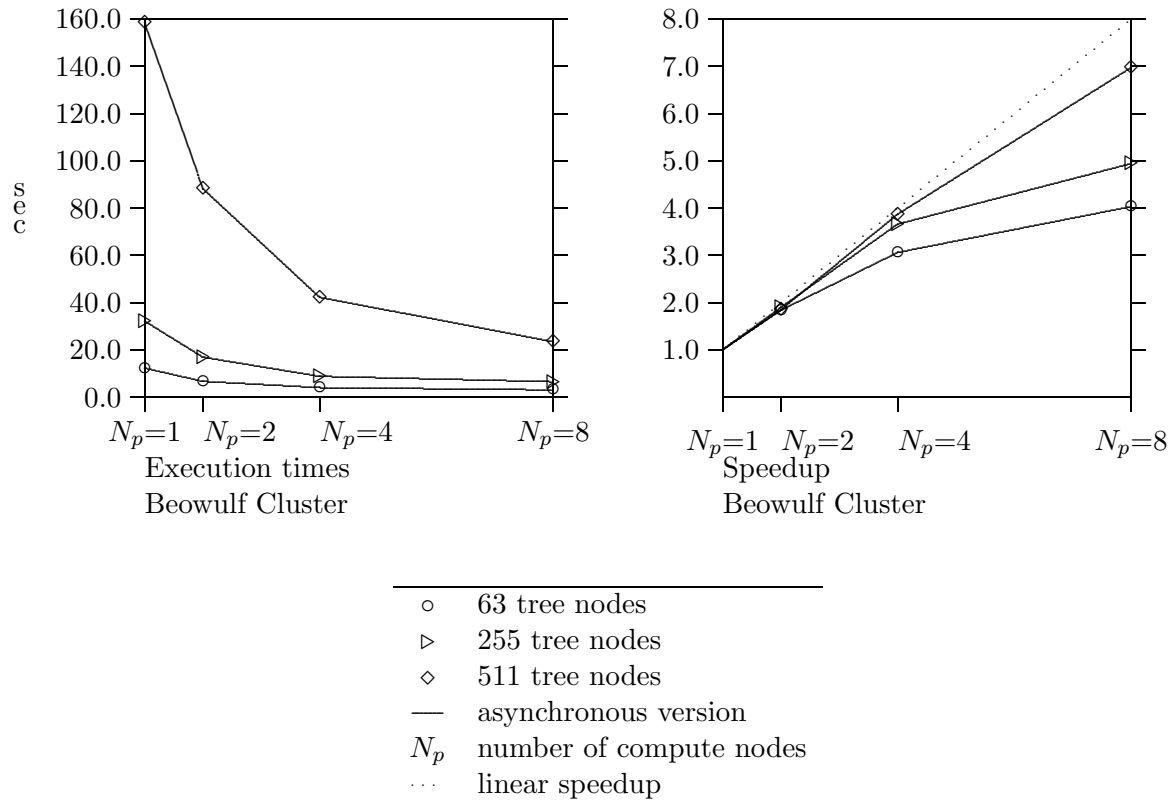 160.0
140.0
120.0
100.0
80.0
60.0
40.0
20.0
0.0
sec
N_p=1 N_p=2 N_p=4 N_p=8
Execution times
Beowulf Cluster
8.0
7.0
6.0
5.0
4.0
3.0
2.0
1.0
N_p=1 N_p=2 N_p=4 N_p=8
Speedup
Beowulf Cluster
63 tree nodes
255 tree nodes
511 tree nodes
asynchronous version
N_p number of compute nodes
linear speedup